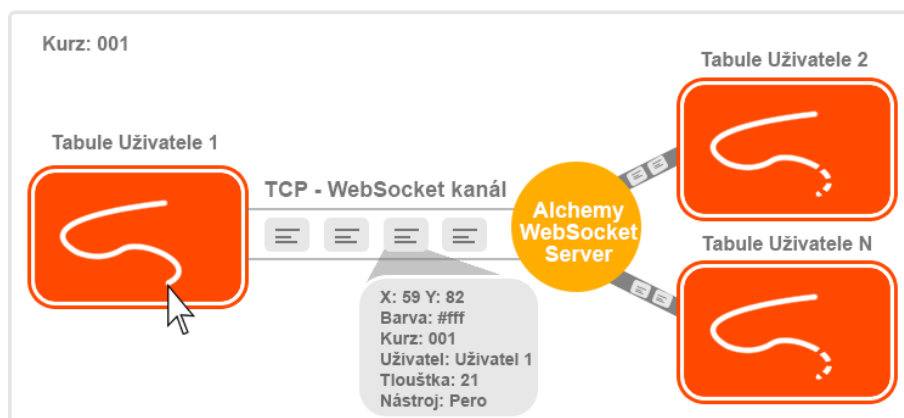 Kurz: 001
Tabule Uživatele 1
TCP - WebSocket kanál
X: 59 Y: 82
Barva: #fff
Kurz: 001
Uživatel: Uživatel 1
Tlouštka: 21
Nástroj: Pero
Alchemy
WebSocket
Server
Tabule Uživatele 2
Tabule Uživatele N